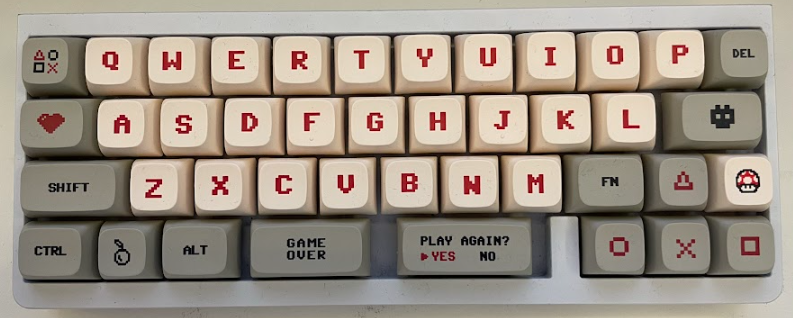 Q W E R T Y U I O P DEL
A S D F G H J K L
SHIFT Z X C V B N M FN
CTRL ALT GAME OVER PLAY AGAIN? ▶YES NO